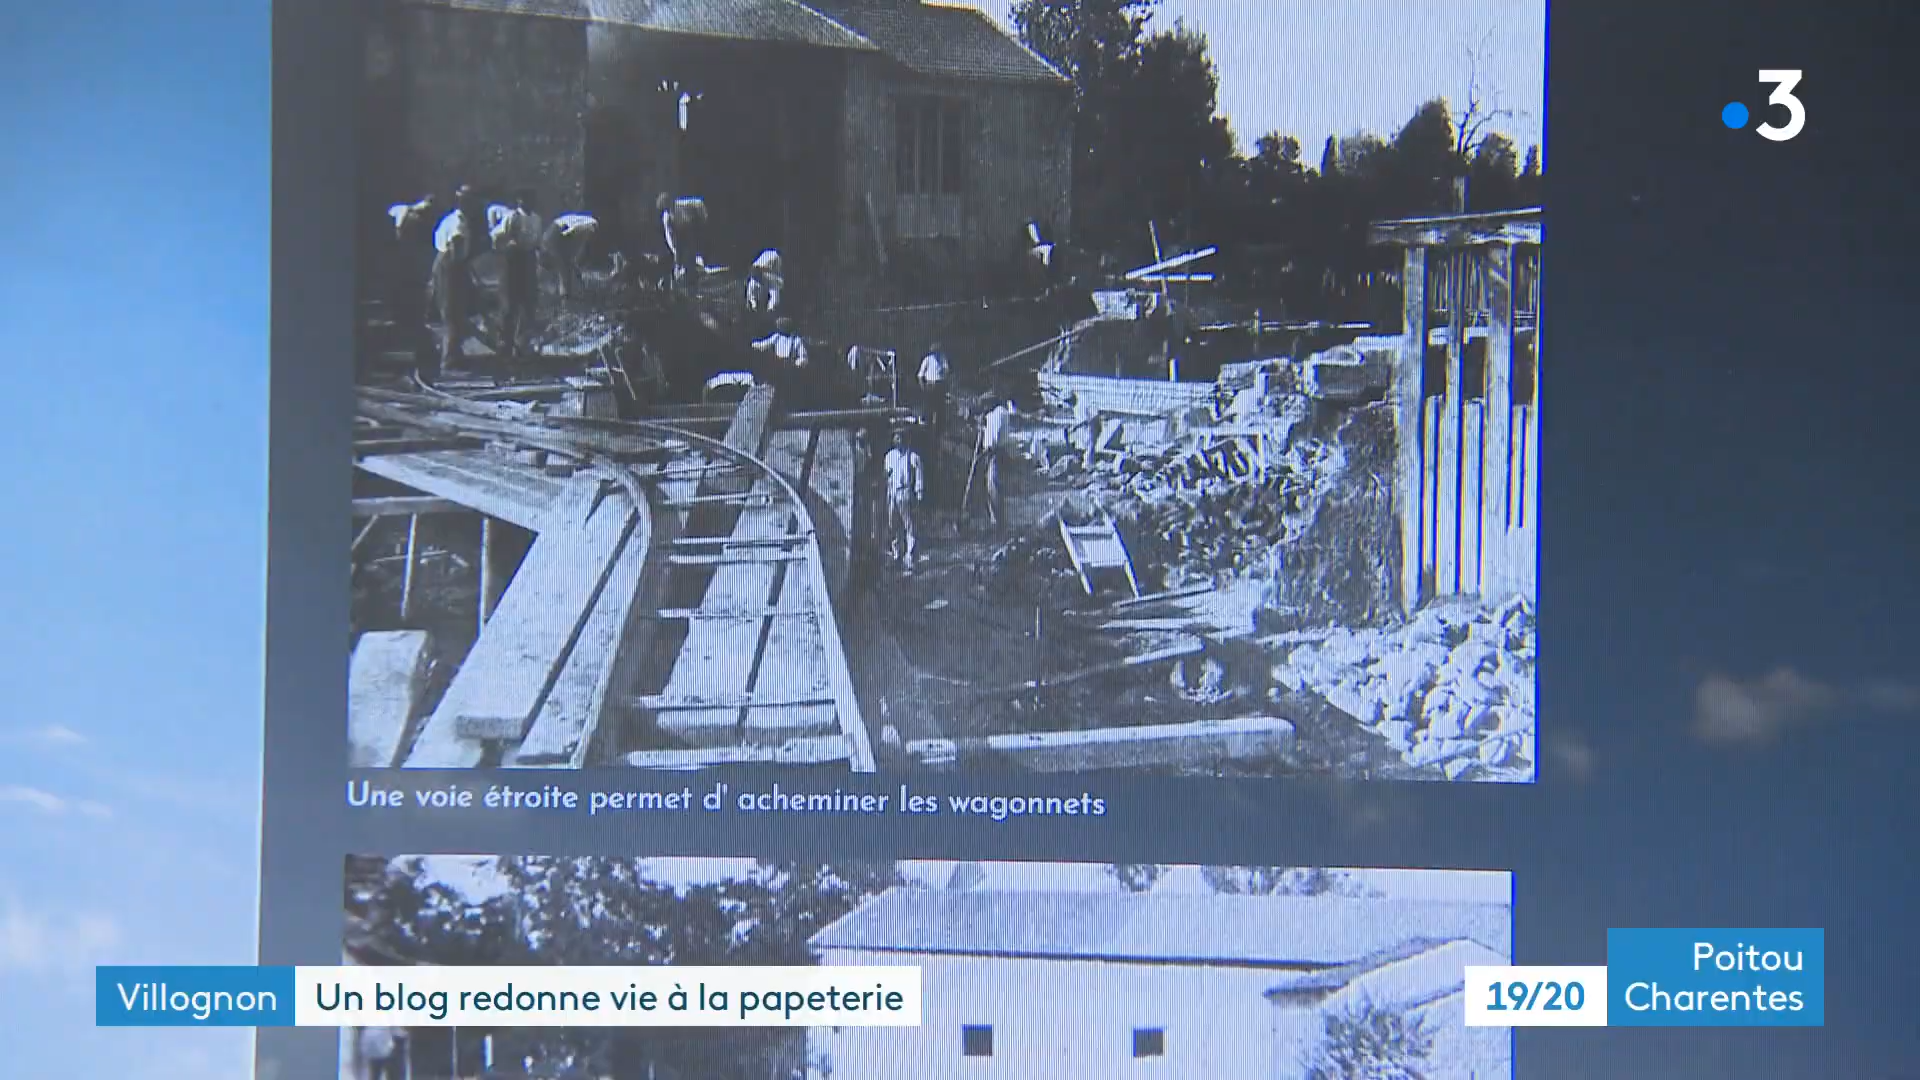 3
Une voie étroite permet d' acheminer les wagonnets
Villognon
Un blog redonne vie à la papeterie
19/20
Poitou
Charentes